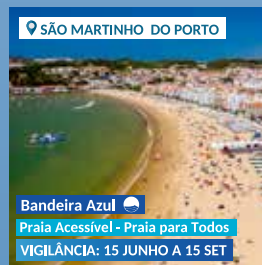 SÃO MARTINHO DO PORTO
Bandeira Azul
Praia Acessível - Praia para Todos
VIGILÂNCIA: 15 JUNHO A 15 SET